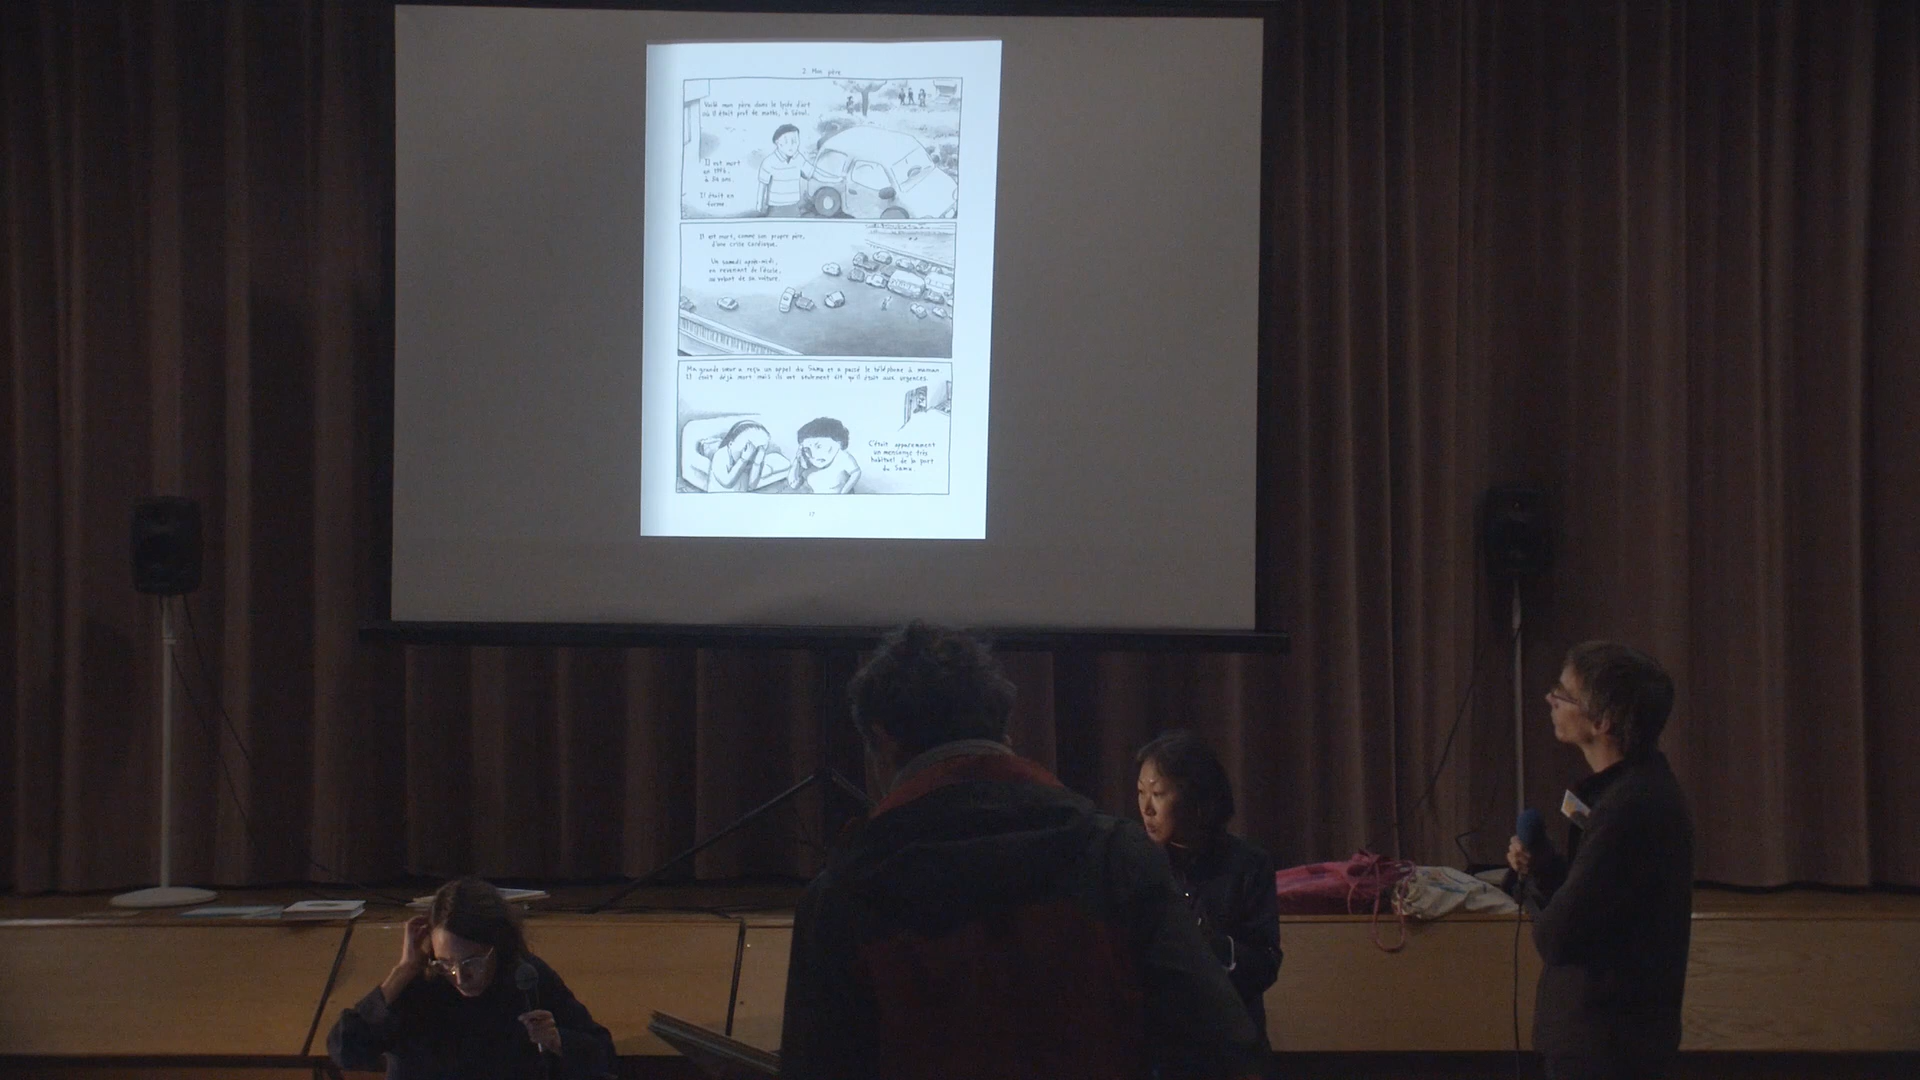 2. Mon père
Voilà mon père dans le lycée d'art
où il était prof de maths, à Séoul.
Il est mort
en 1996,
à 54 ans.
Il était en
forme.
Il est mort, comme son propre père,
d'une crise cardiaque.
Un samedi après-midi,
en revenant de l'école,
au volant de sa voiture.
Ma grande sœur a reçu un appel du Samu et a passé le téléphone à maman.
Il était déjà mort mais ils ont seulement dit qu'il était aux urgences.
C'était apparemment
un mensonge très
habituel de la part
du Samu.
17